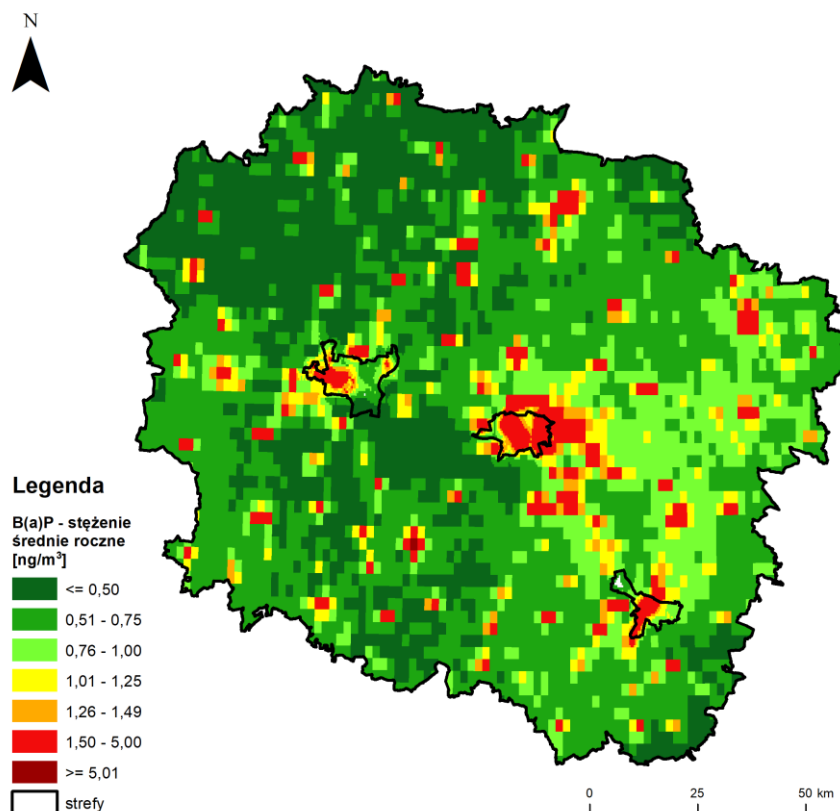 N
Legenda
B(a)P - stężenie
średnie roczne
[ng/m³]
<= 0,50
0,51 - 0,75
0,76 - 1,00
1,01 - 1,25
1,26 - 1,49
1,50 - 5,00
>= 5,01
strefy
0 25 50 km